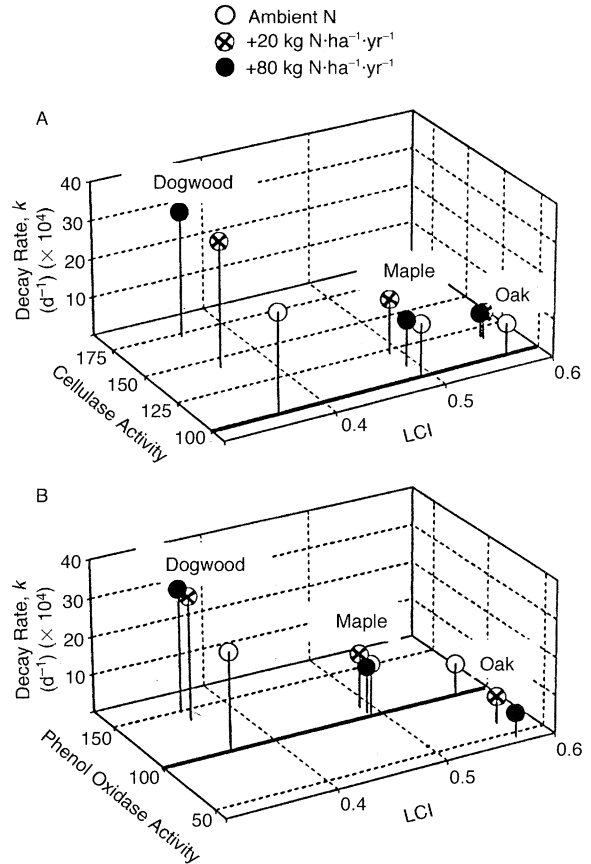 Ambient N
+20 kg N·ha⁻¹·yr⁻¹
+80 kg N·ha⁻¹·yr⁻¹
A
40
30
20
10
Decay Rate, k
(d⁻¹) (× 10⁴)
Dogwood
Maple
Oak
175
150
125
100
Cellulase Activity
0.4
0.5
0.6
LCI
B
40
30
20
10
Decay Rate, k
(d⁻¹) (× 10⁴)
Dogwood
Maple
Oak
150
100
50
Phenol Oxidase Activity
0.4
0.5
0.6
LCI